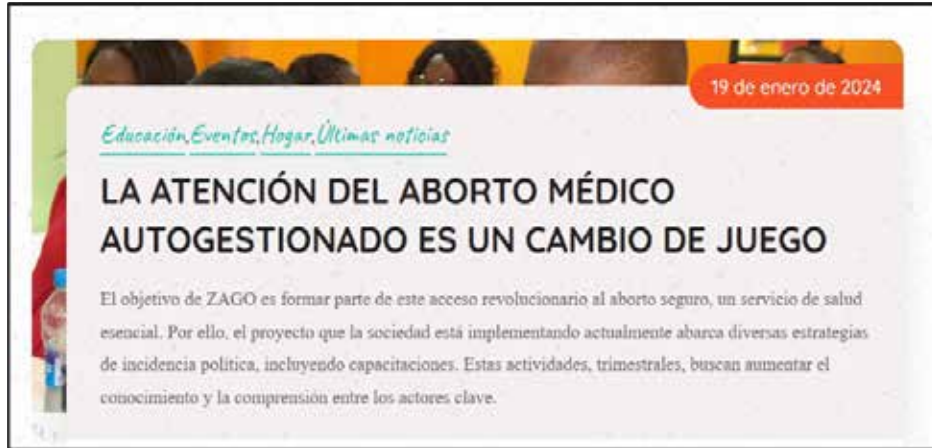 19 de enero de 2024
Educación, Eventos, Hogar, Últimas noticias
LA ATENCIÓN DEL ABORTO MÉDICO
AUTOGESTIONADO ES UN CAMBIO DE JUEGO
El objetivo de ZAGO es formar parte de este acceso revolucionario al aborto seguro, un servicio de salud
esencial. Por ello, el proyecto que la sociedad está implementando actualmente abarca diversas estrategias
de incidencia política, incluyendo capacitaciones. Estas actividades, trimestrales, buscan aumentar el
conocimiento y la comprensión entre los actores clave.